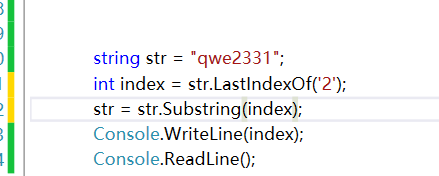 string str = "qwe2331";
int index = str.LastIndexOf('2');
str = str.Substring(index);
Console.WriteLine(index);
Console.ReadLine();